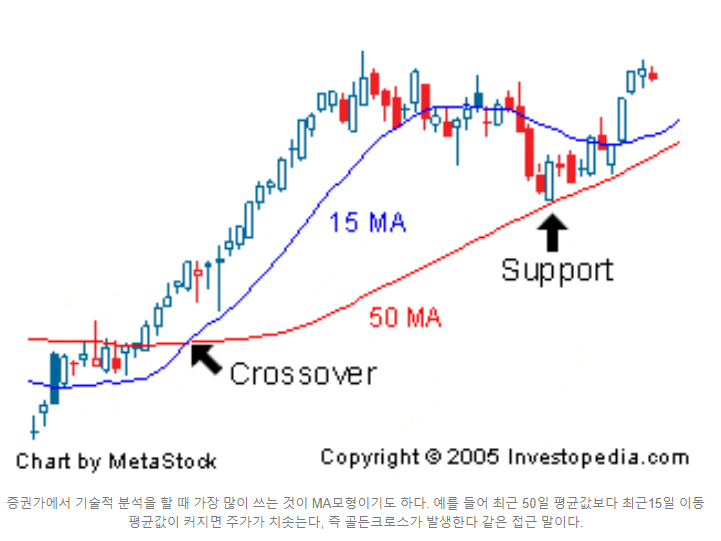 15 MA
Support
50 MA
Crossover
Chart by MetaStock
Copyright © 2005 Investopedia.com
증권가에서 기술적 분석을 할 때 가장 많이 쓰는 것이 MA모형이기도 하다. 예를 들어 최근 50일 평균값보다 최근15일 이동
평균값이 커지면 주가가 치솟는다, 즉 골든크로스가 발생한다 같은 접근 말이다.